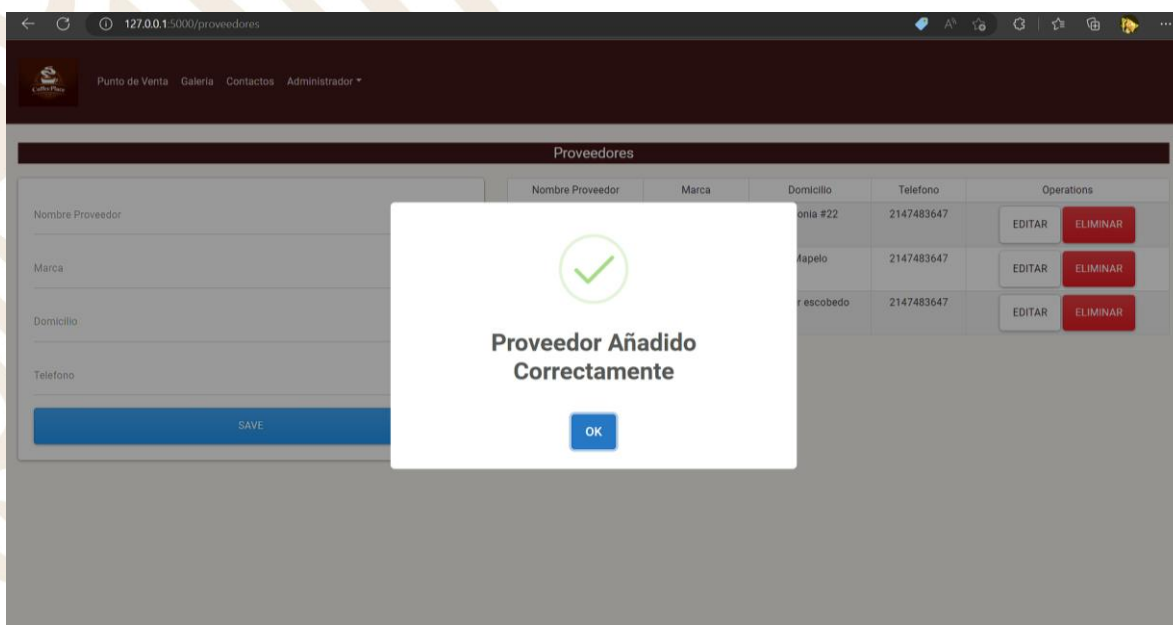 127.0.0.1:5000/proveedores
Coffee Place
Punto de Venta Galeria Contactos Administrador
Proveedores
Nombre Proveedor Marca Domicilio Telefono Operations
Nombre Proveedor
onia #22 2147483647 EDITAR ELIMINAR
Marca
Mapelo 2147483647 EDITAR ELIMINAR
Domicilio
r escobedo 2147483647 EDITAR ELIMINAR
Telefono
SAVE
Proveedor Añadido
Correctamente
OK